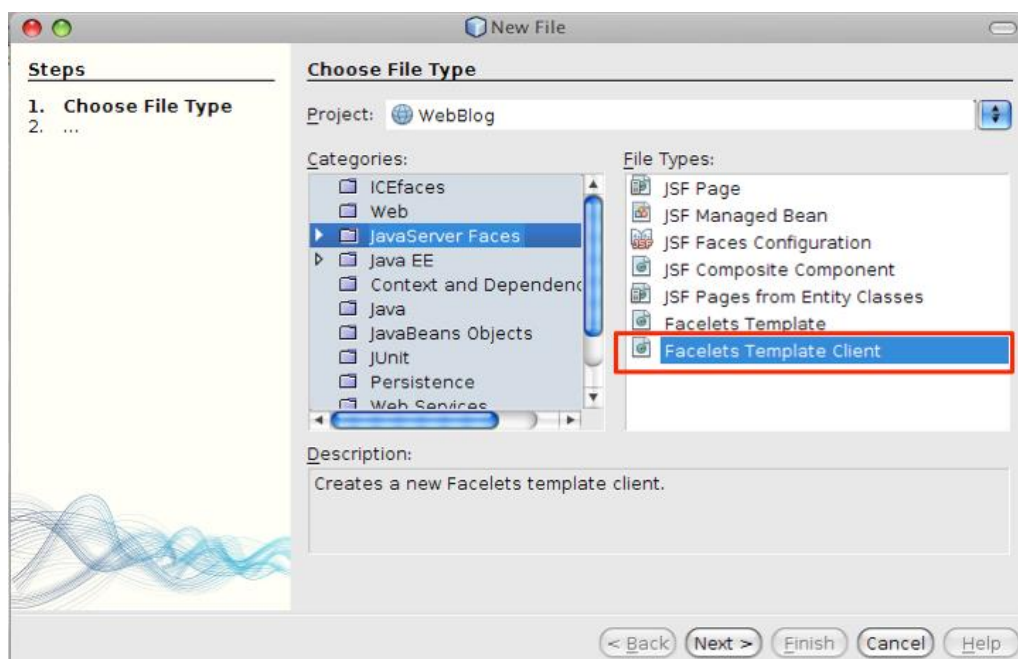 New File
Steps
1. Choose File Type
2. ...
Choose File Type
Project: WebBlog
Categories:
ICEfaces
Web
JavaServer Faces
Java EE
Context and Dependenc
Java
JavaBeans Objects
JUnit
Persistence
Web Services
File Types:
JSF Page
JSF Managed Bean
JSF Faces Configuration
JSF Composite Component
JSF Pages from Entity Classes
Facelets Template
Facelets Template Client
Description:
Creates a new Facelets template client.
< Back Next > Finish Cancel Help